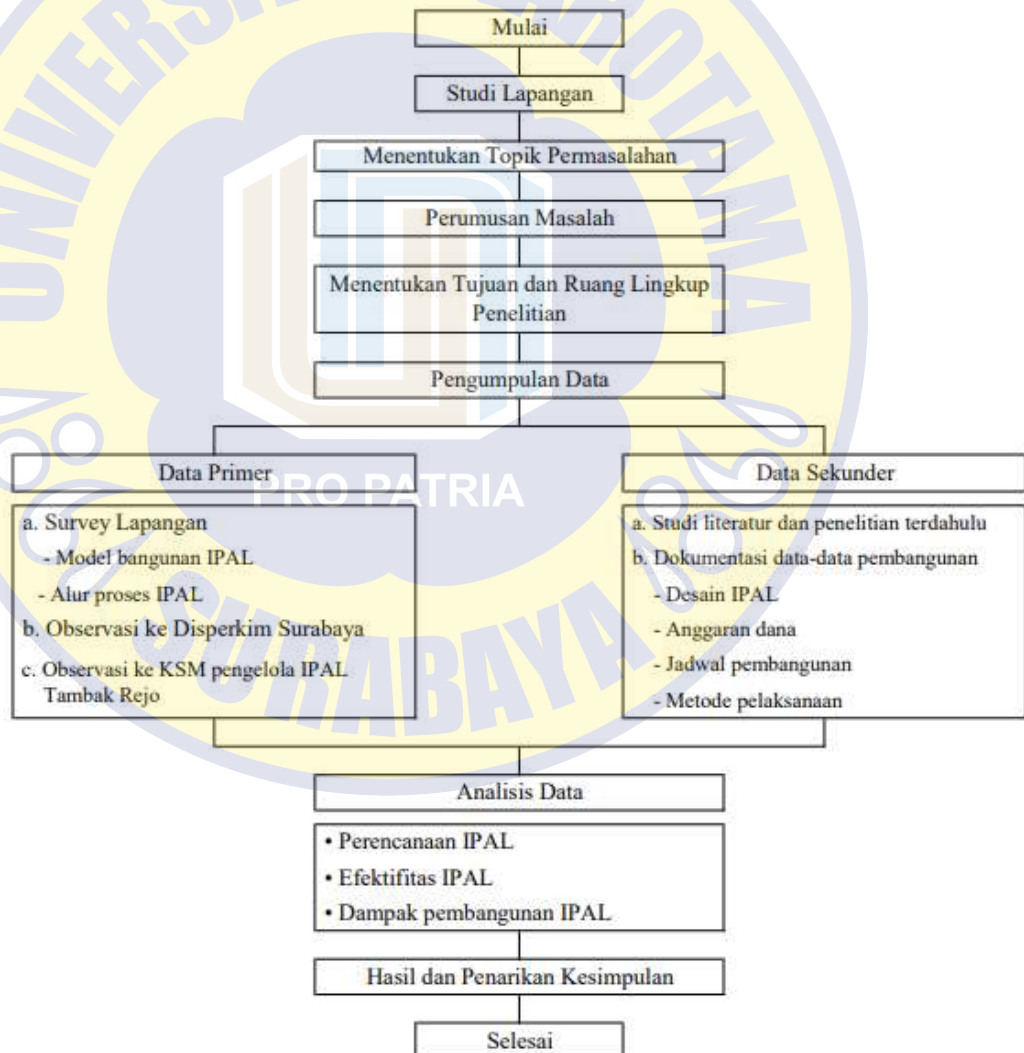 UNIVERSITAS NAROTAMA
Mulai
Studi Lapangan
Menentukan Topik Permasalahan
Perumusan Masalah
Menentukan Tujuan dan Ruang Lingkup
Penelitian
Pengumpulan Data
Data Primer
a. Survey Lapangan
- Model bangunan IPAL
- Alur proses IPAL
b. Observasi ke Disperkim Surabaya
c. Observasi ke KSM pengelola IPAL
Tambak Rejo
Data Sekunder
a. Studi literatur dan penelitian terdahulu
b. Dokumentasi data-data pembangunan
- Desain IPAL
- Anggaran dana
- Jadwal pembangunan
- Metode pelaksanaan
PRO PATRIA
SURABAYA
Analisis Data
• Perencanaan IPAL
• Efektifitas IPAL
• Dampak pembangunan IPAL
Hasil dan Penarikan Kesimpulan
Selesai